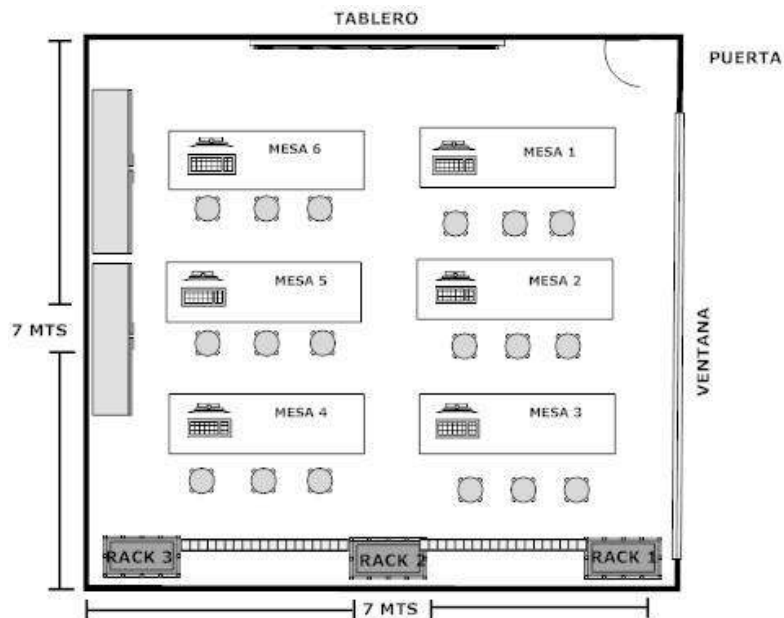 TABLERO
PUERTA
MESA 6
MESA 1
MESA 5
MESA 2
7 MTS
VENTANA
MESA 4
MESA 3
RACK 3
RACK 2
RACK 1
7 MTS